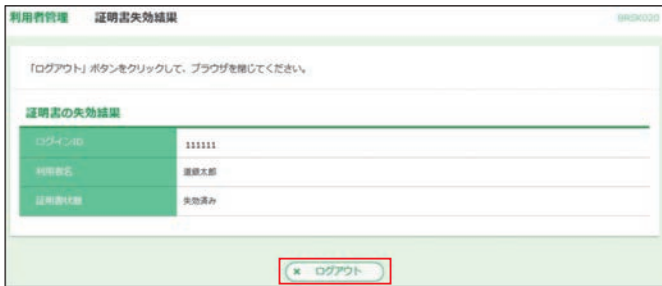 利用者管理 証明書失効結果 BRSK020
「ログアウト」ボタンをクリックして、ブラウザを閉じてください。
証明書の失効結果
ログインID 111111
利用者名 道銀太郎
証明書状態 失効済み
× ログアウト